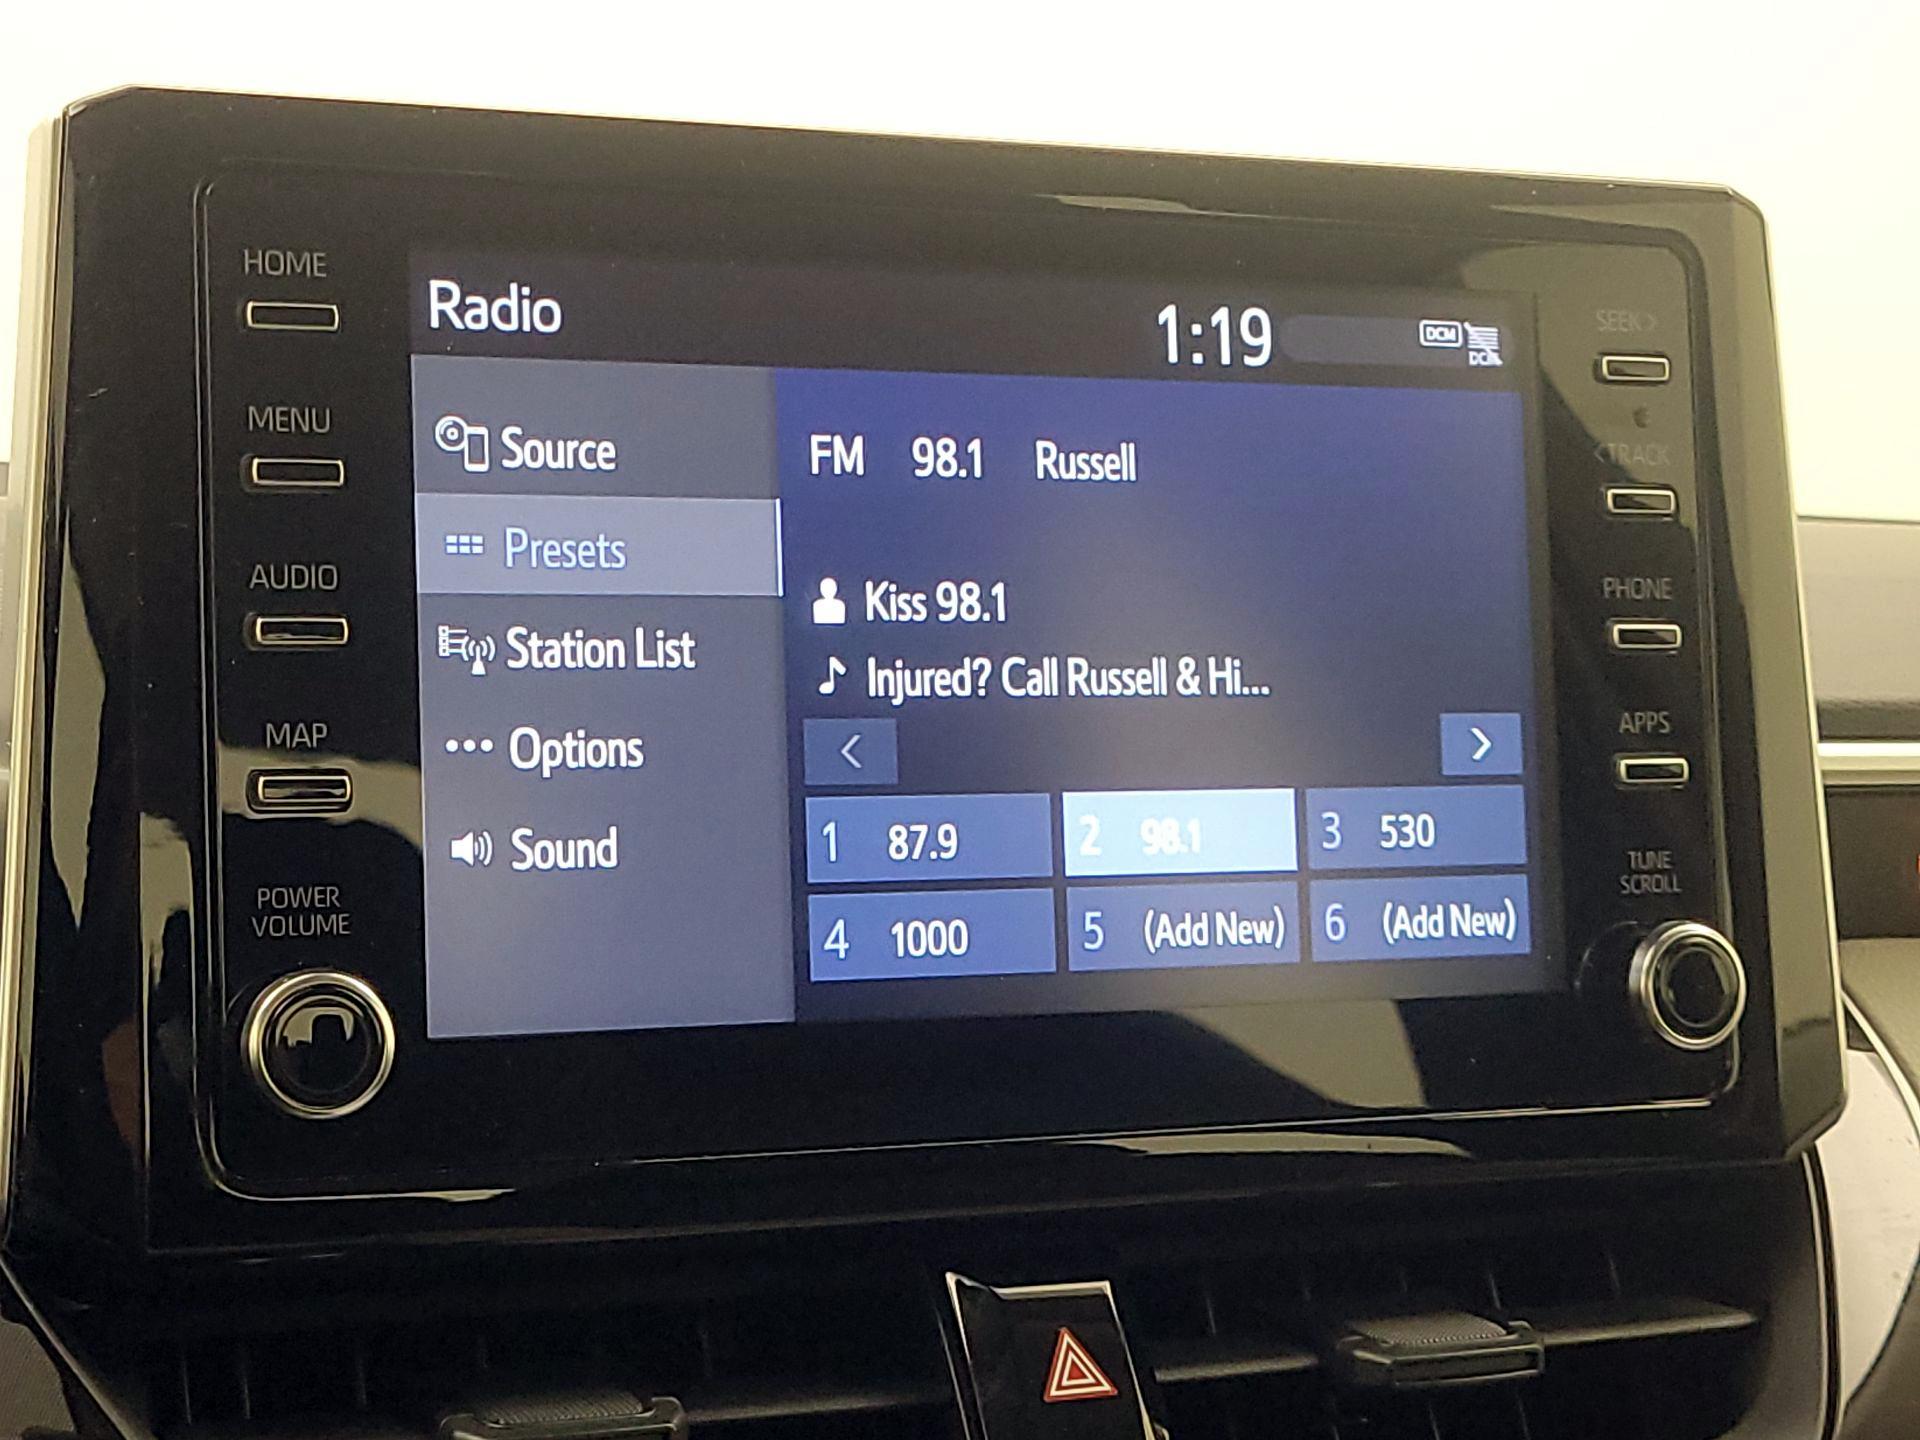 HOME
MENU
AUDIO
MAP
POWER
VOLUME
Radio
1:19
DCM
DCM
Source
Presets
Station List
Options
Sound
FM 98.1 Russell
Kiss 98.1
Injured? Call Russell & Hi...
1 87.9
2 98.1
3 530
4 1000
5 (Add New)
6 (Add New)
SEEK >
< TRACK
PHONE
APPS
TUNE
SCROLL